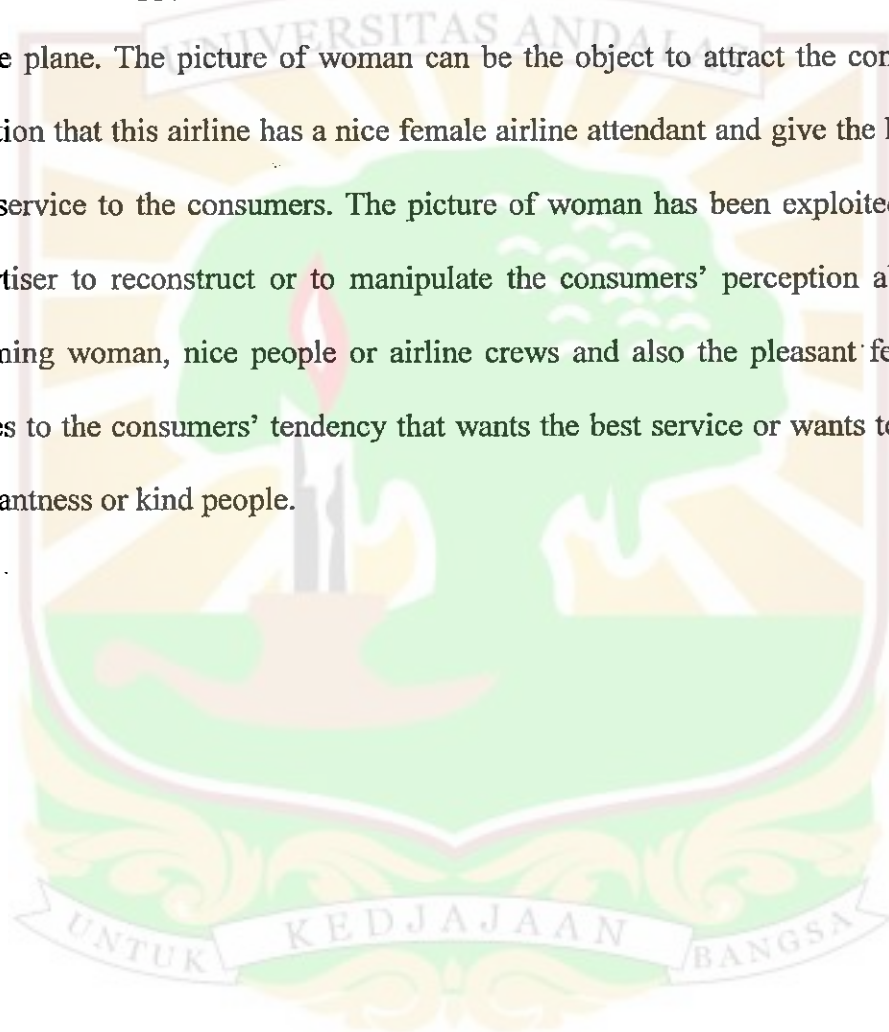 UNIVERSITAS ANDALAS
e plane. The picture of woman can be the object to attract the con
tion that this airline has a nice female airline attendant and give the
service to the consumers. The picture of woman has been exploite
tiser to reconstruct or to manipulate the consumers' perception a
ning woman, nice people or airline crews and also the pleasant fe
es to the consumers' tendency that wants the best service or wants to
antness or kind people.
UNTUK KEDJAJAAN BANGSA